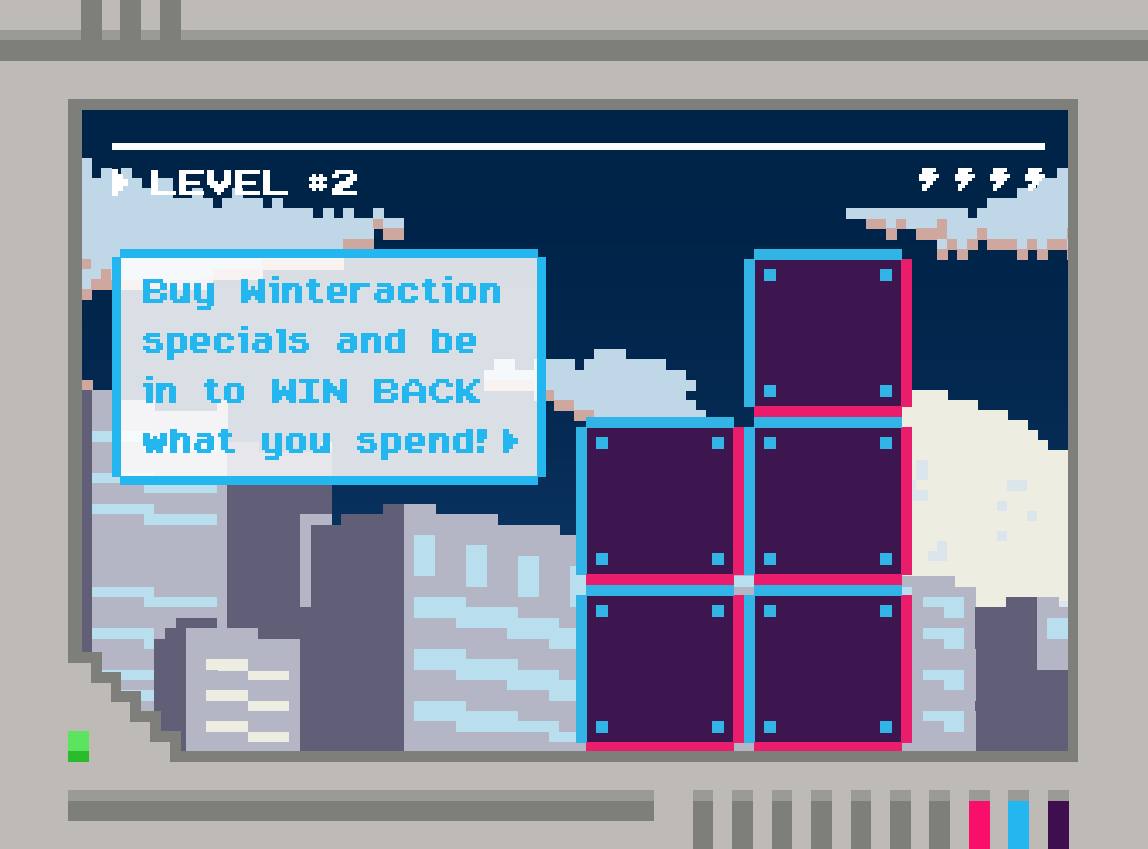 LEVEL #2
Buy Winteraction
specials and be
in to WIN BACK
what you spend!